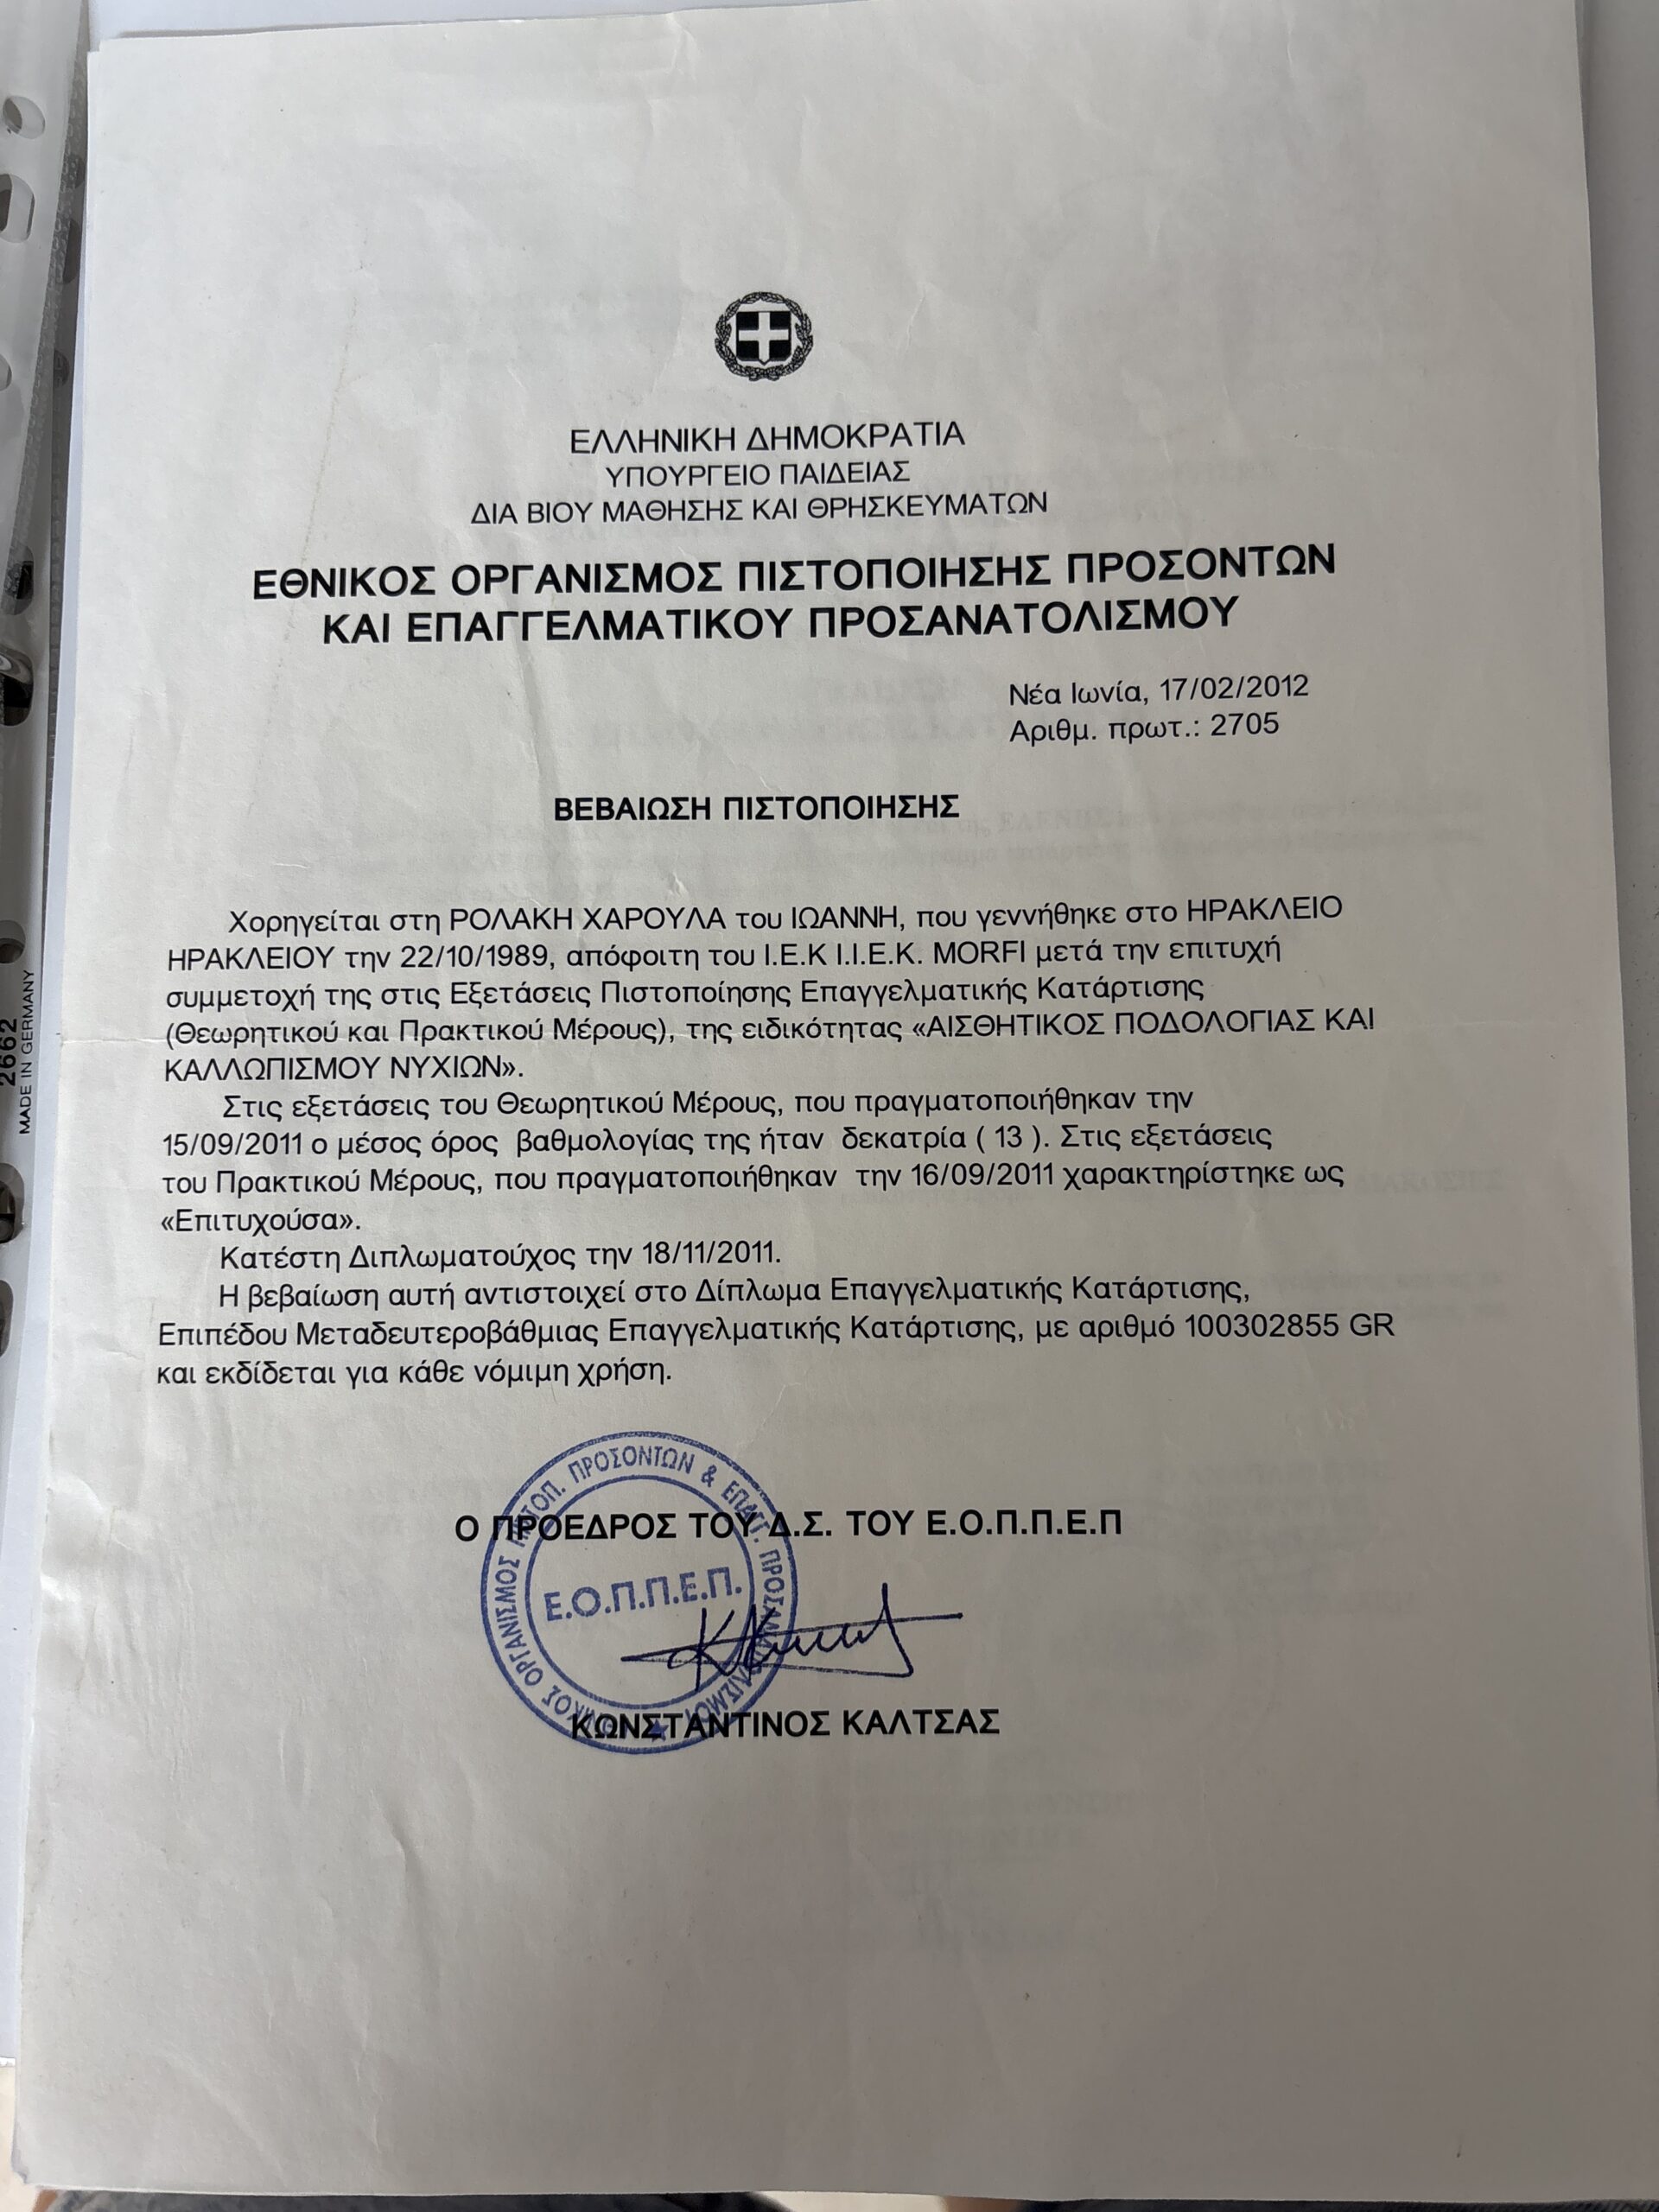 ΕΛΛΗΝΙΚΗ ΔΗΜΟΚΡΑΤΙΑ
ΥΠΟΥΡΓΕΙΟ ΠΑΙΔΕΙΑΣ
ΔΙΑ ΒΙΟΥ ΜΑΘΗΣΗΣ ΚΑΙ ΘΡΗΣΚΕΥΜΑΤΩΝ
ΕΘΝΙΚΟΣ ΟΡΓΑΝΙΣΜΟΣ ΠΙΣΤΟΠΟΙΗΣΗΣ ΠΡΟΣΟΝΤΩΝ
ΚΑΙ ΕΠΑΓΓΕΛΜΑΤΙΚΟΥ ΠΡΟΣΑΝΑΤΟΛΙΣΜΟΥ
Νέα Ιωνία, 17/02/2012
Αριθμ. πρωτ.: 2705
ΒΕΒΑΙΩΣΗ ΠΙΣΤΟΠΟΙΗΣΗΣ
Χορηγείται στη ΡΟΛΑΚΗ ΧΑΡΟΥΛΑ του ΙΩΑΝΝΗ, που γεννήθηκε στο ΗΡΑΚΛΕΙΟ
ΗΡΑΚΛΕΙΟΥ την 22/10/1989, απόφοιτη του Ι.Ε.Κ Ι.Ι.Ε.Κ. MORFI μετά την επιτυχή
συμμετοχή της στις Εξετάσεις Πιστοποίησης Επαγγελματικής Κατάρτισης
(Θεωρητικού και Πρακτικού Μέρους), της ειδικότητας «ΑΙΣΘΗΤΙΚΟΣ ΠΟΔΟΛΟΓΙΑΣ ΚΑΙ
ΚΑΛΛΩΠΙΣΜΟΥ ΝΥΧΙΩΝ».
Στις εξετάσεις του Θεωρητικού Μέρους, που πραγματοποιήθηκαν την
15/09/2011 ο μέσος όρος βαθμολογίας της ήταν δεκατρία ( 13 ). Στις εξετάσεις
του Πρακτικού Μέρους, που πραγματοποιήθηκαν την 16/09/2011 χαρακτηρίστηκε ως
«Επιτυχούσα».
Κατέστη Διπλωματούχος την 18/11/2011.
Η βεβαίωση αυτή αντιστοιχεί στο Δίπλωμα Επαγγελματικής Κατάρτισης,
Επιπέδου Μεταδευτεροβάθμιας Επαγγελματικής Κατάρτισης, με αριθμό 100302855 GR
και εκδίδεται για κάθε νόμιμη χρήση.
Ο ΠΡΟΕΔΡΟΣ ΤΟΥ Δ.Σ. ΤΟΥ Ε.Ο.Π.Π.Ε.Π
ΕΘΝΙΚΟΣ ΟΡΓΑΝΙΣΜΟΣ ΠΙΣΤΟΠ. ΠΡΟΣΟΝΤΩΝ & ΕΠΑΓΓ. ΠΡΟΣΑΝΑΤΟΛΙΣΜΟΥ
Ε.Ο.Π.Π.Ε.Π.
ΚΩΝΣΤΑΝΤΙΝΟΣ ΚΑΛΤΣΑΣ
2662
MADE IN GERMANY